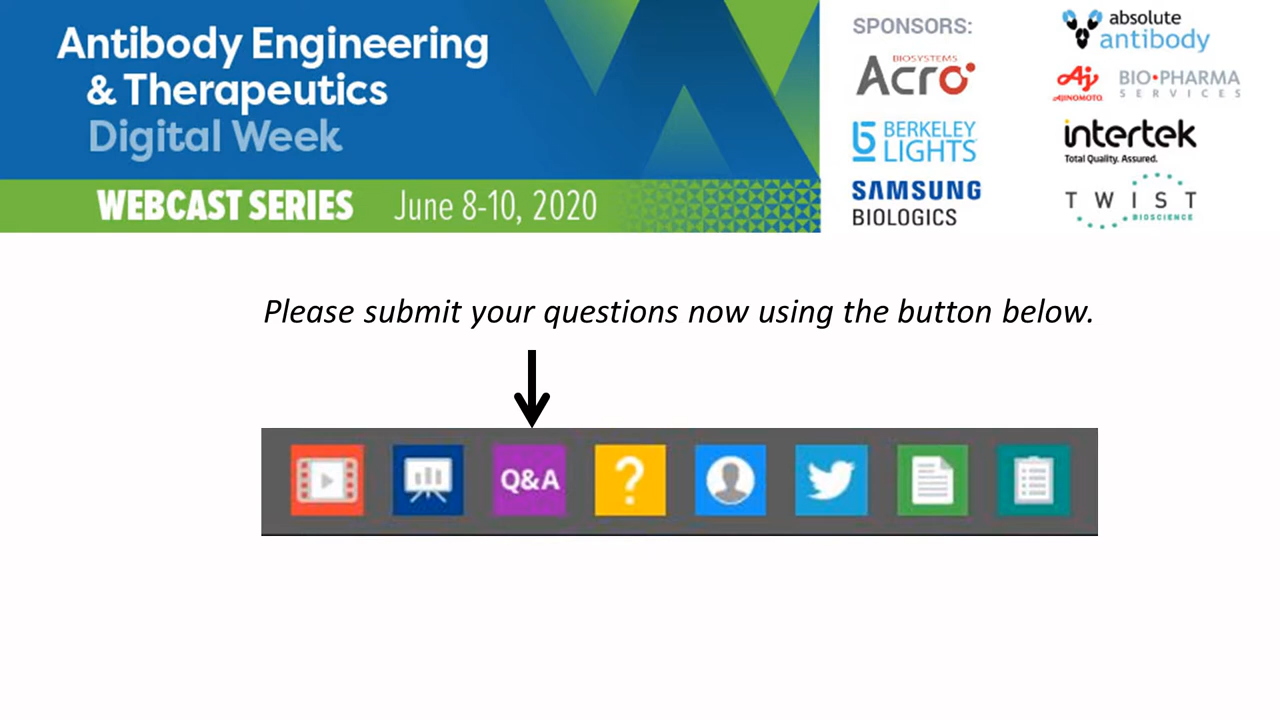 Antibody Engineering
& Therapeutics
Digital Week
WEBCAST SERIES June 8-10, 2020
SPONSORS:
absolute
antibody
BIOSYSTEMS
Acro
Aj
AJINOMOTO
BIO•PHARMA
SERVICES
BERKELEY
LIGHTS
intertek
Total Quality. Assured.
SAMSUNG
BIOLOGICS
TWIST
BIOSCIENCE
Please submit your questions now using the button below.
Q&A
?